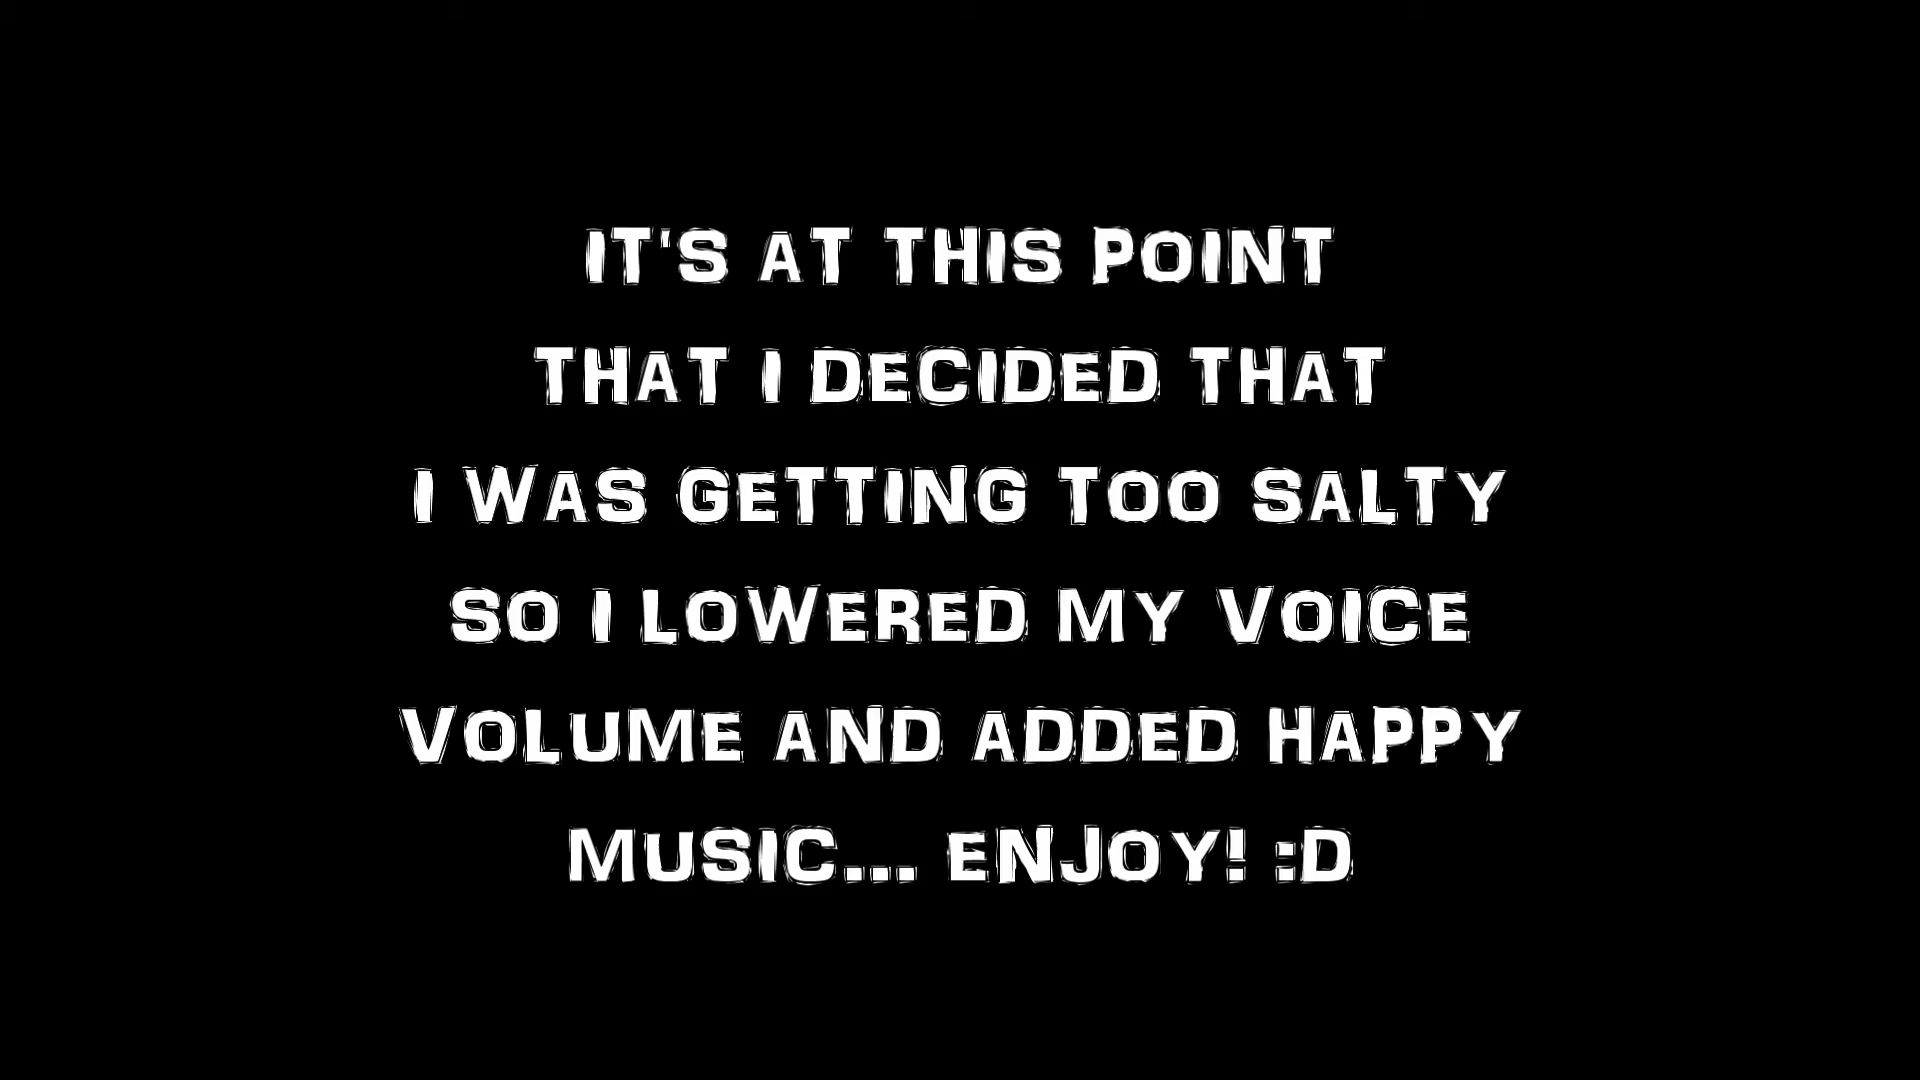 IT'S AT THIS POINT
THAT I DECIDED THAT
I WAS GETTING TOO SALTY
SO I LOWERED MY VOICE
VOLUME AND ADDED HAPPY
MUSIC... ENJOY! :D